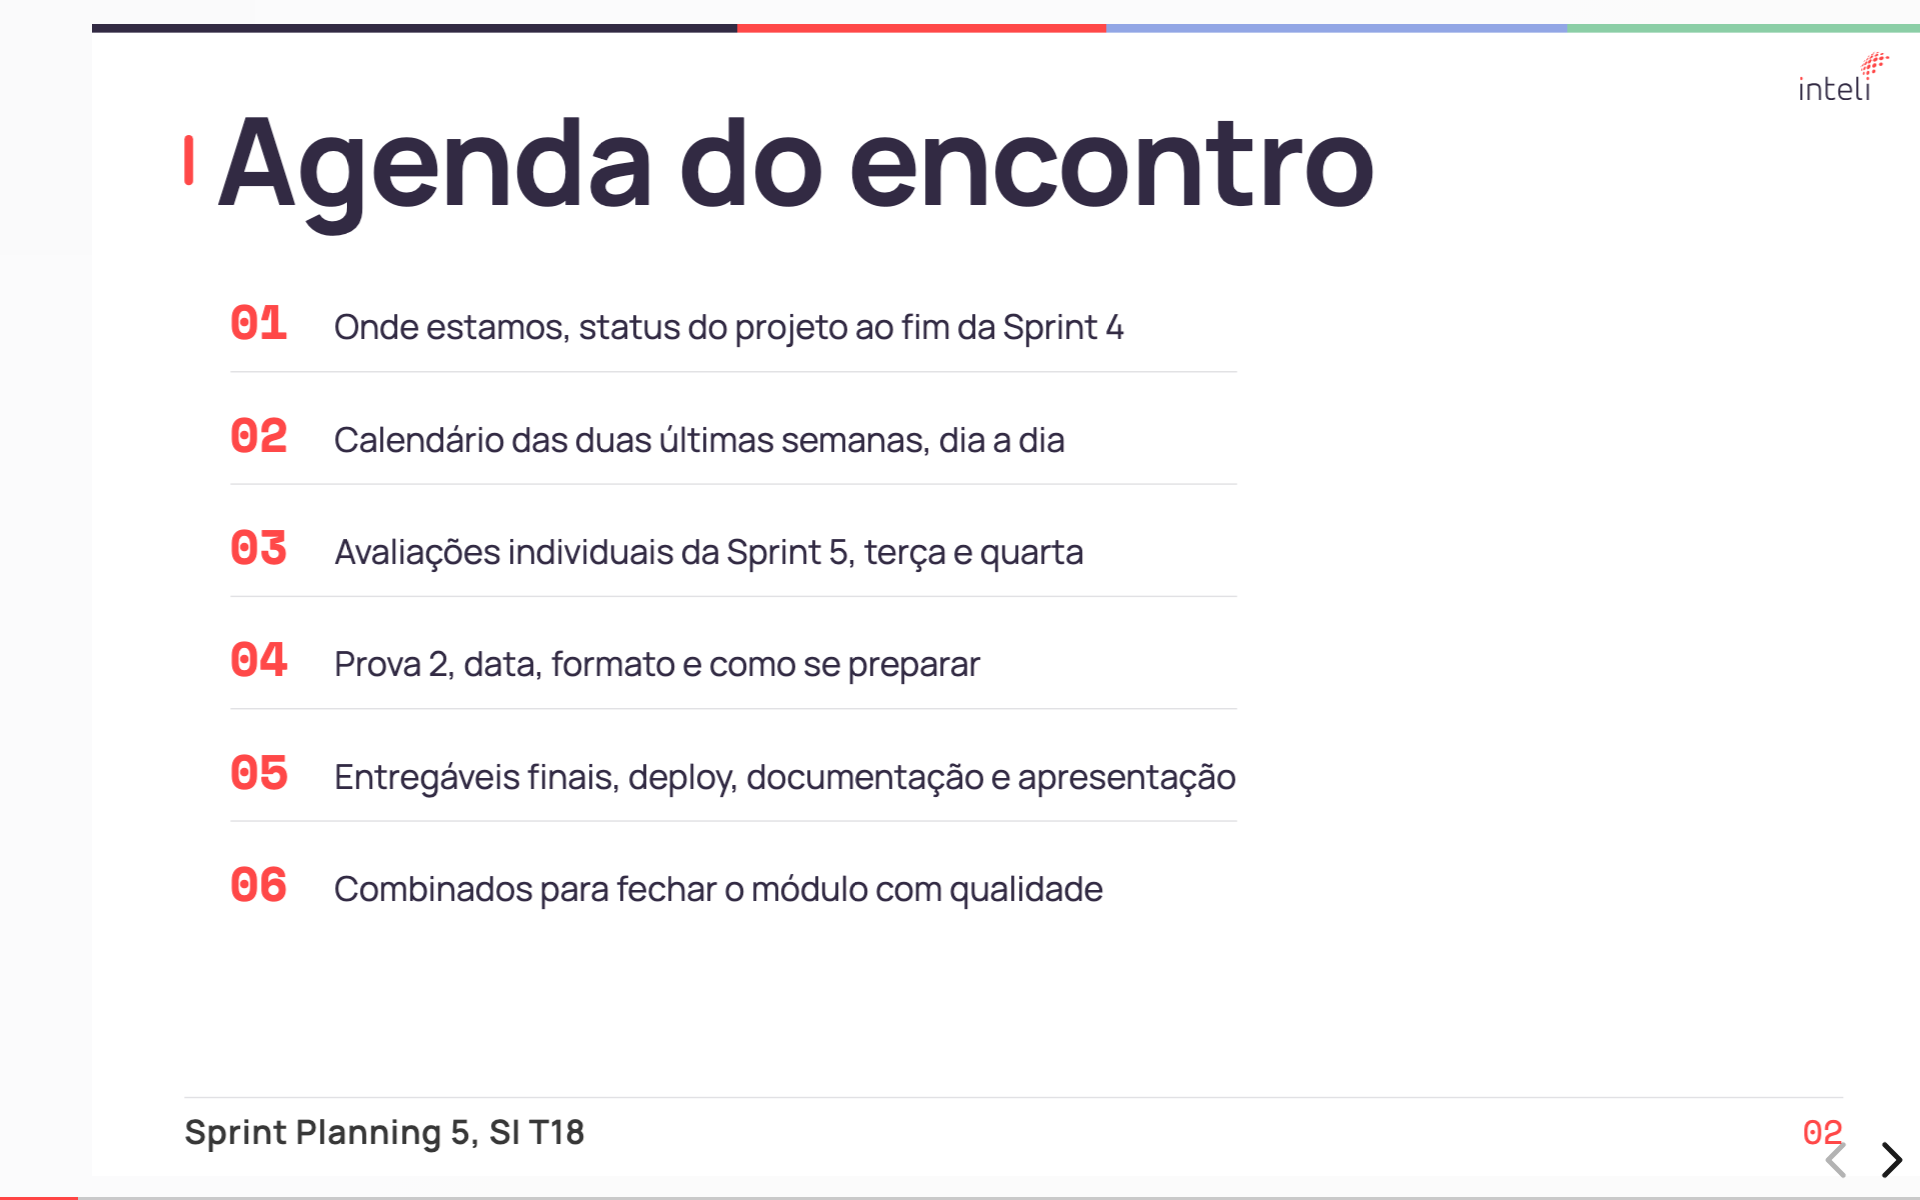 inteli
Agenda do encontro
01 Onde estamos, status do projeto ao fim da Sprint 4
02 Calendário das duas últimas semanas, dia a dia
03 Avaliações individuais da Sprint 5, terça e quarta
04 Prova 2, data, formato e como se preparar
05 Entregáveis finais, deploy, documentação e apresentação
06 Combinados para fechar o módulo com qualidade
Sprint Planning 5, SI T18
02